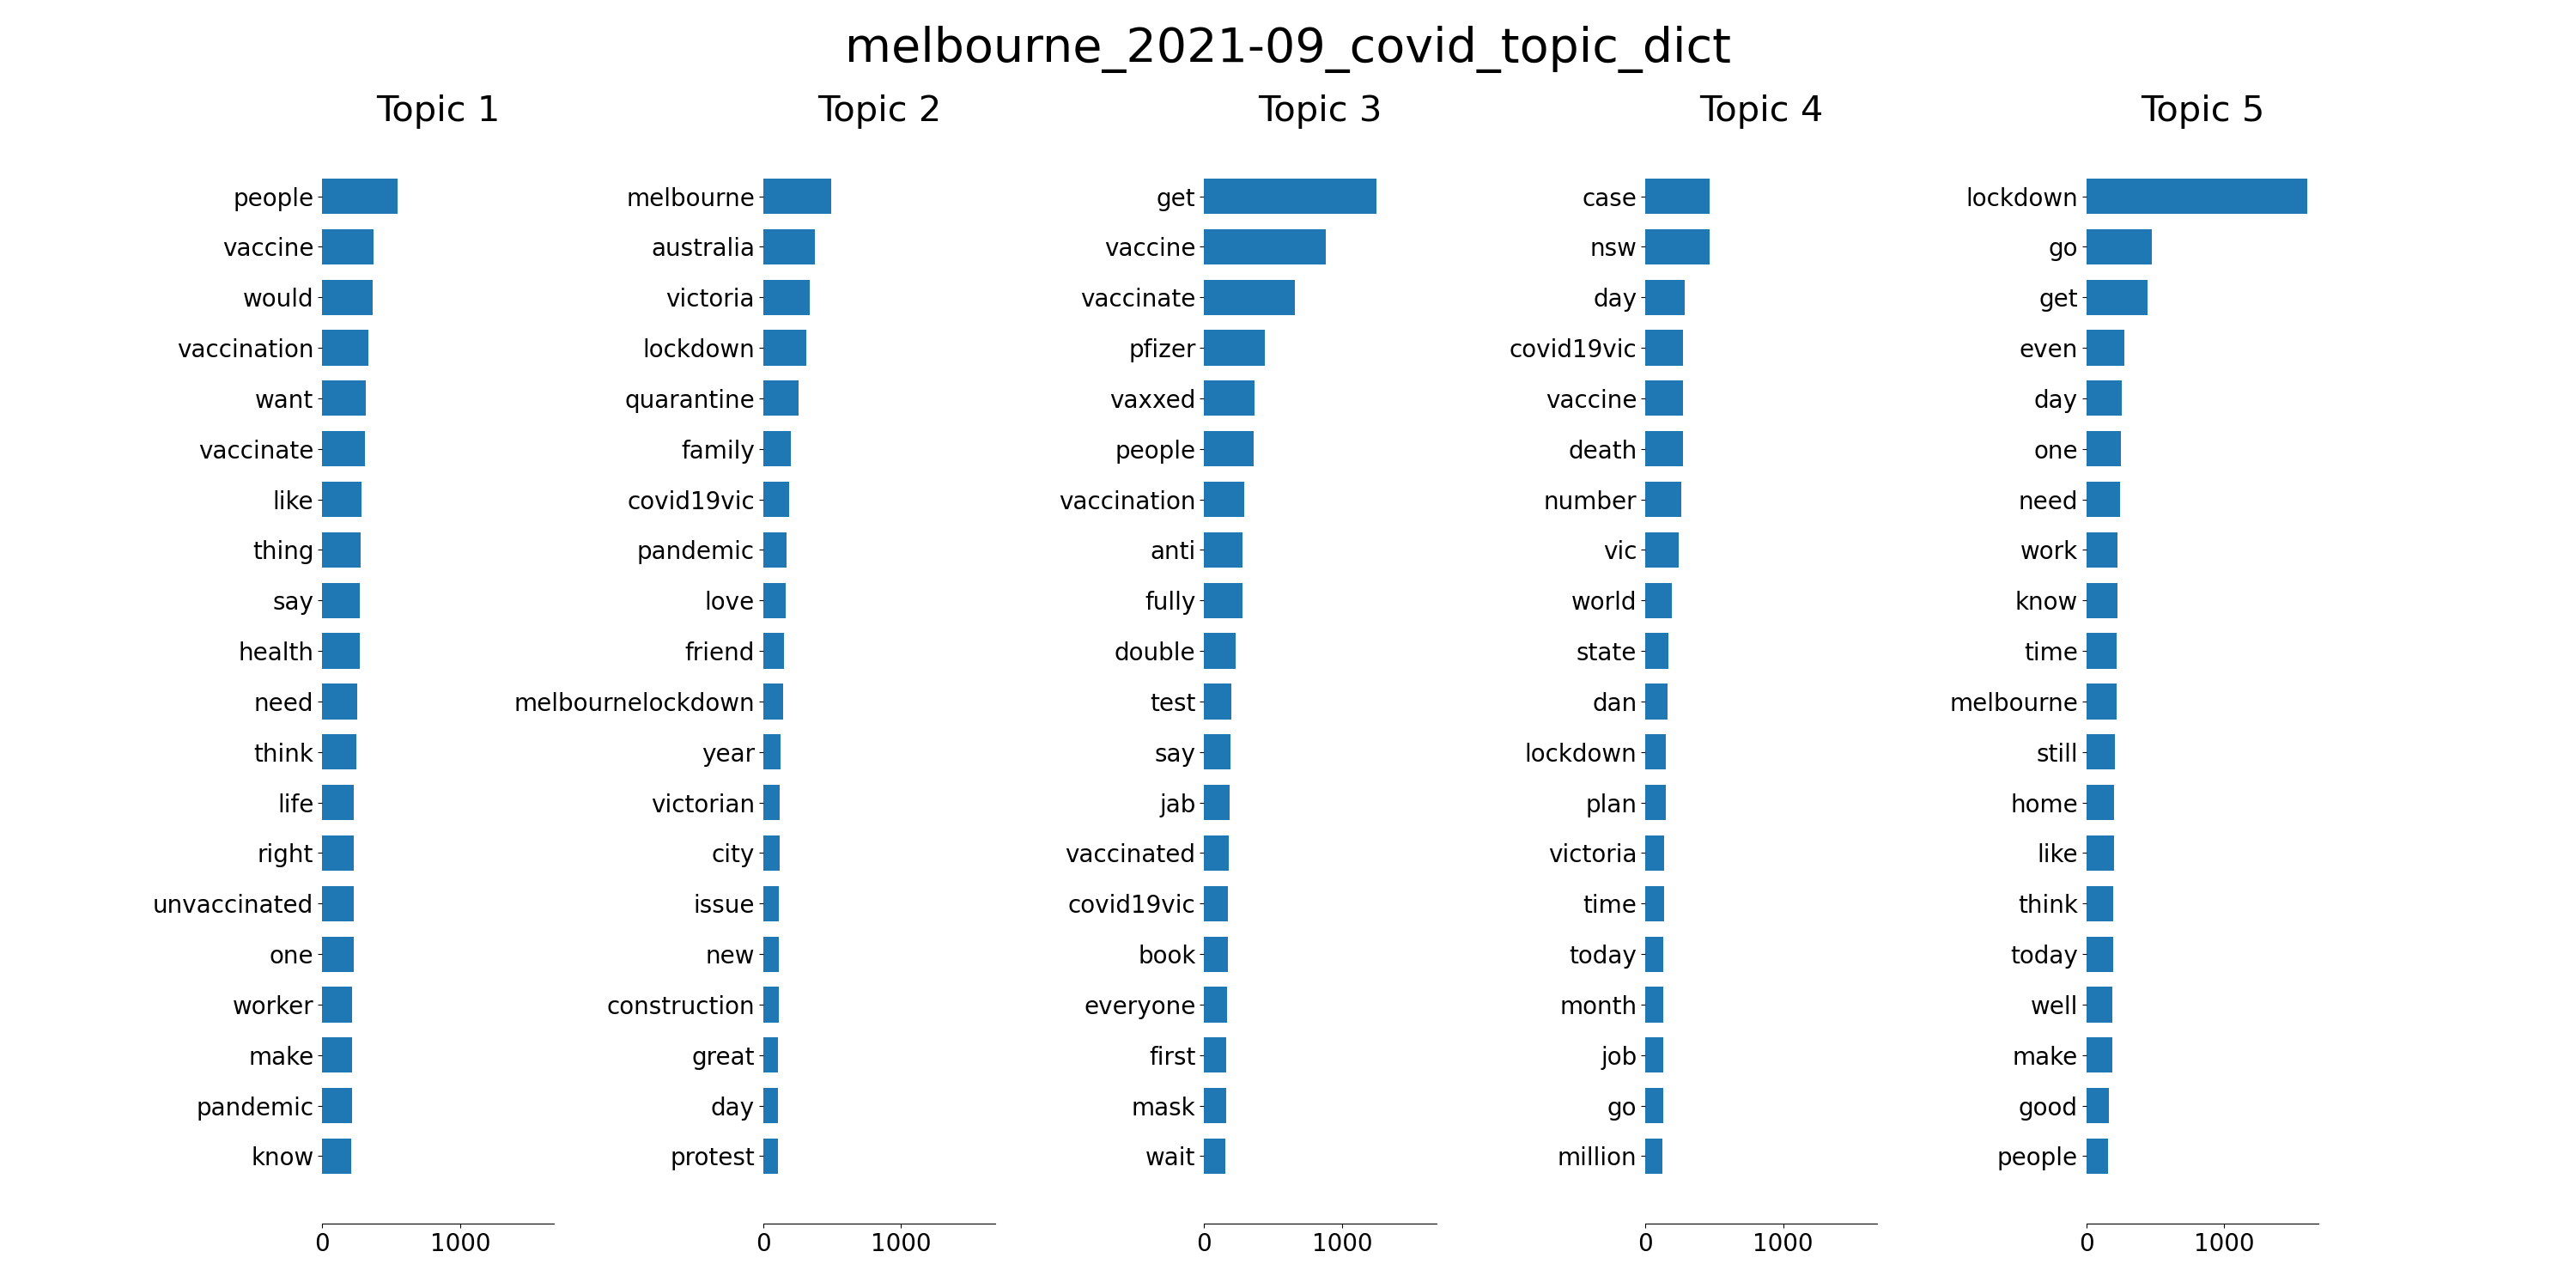 melbourne_2021-09_covid_topic_dict
Topic 1
people
vaccine
would
vaccination
want
vaccinate
like
thing
say
health
need
think
life
right
unvaccinated
one
worker
make
pandemic
know
0 1000
Topic 2
melbourne
australia
victoria
lockdown
quarantine
family
covid19vic
pandemic
love
friend
melbournelockdown
year
victorian
city
issue
new
construction
great
day
protest
0 1000
Topic 3
get
vaccine
vaccinate
pfizer
vaxxed
people
vaccination
anti
fully
double
test
say
jab
vaccinated
covid19vic
book
everyone
first
mask
wait
0 1000
Topic 4
case
nsw
day
covid19vic
vaccine
death
number
vic
world
state
dan
lockdown
plan
victoria
time
today
month
job
go
million
0 1000
Topic 5
lockdown
go
get
even
day
one
need
work
know
time
melbourne
still
home
like
think
today
well
make
good
people
0 1000